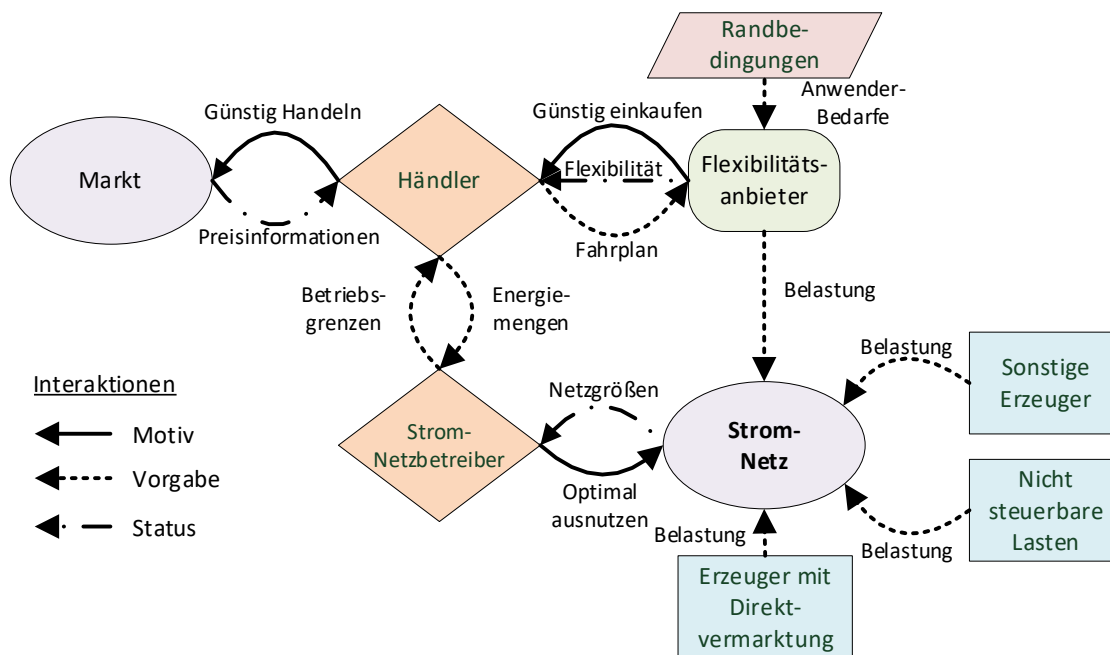 Randbe-
dingungen
Anwender-
Bedarfe
Günstig Handeln
Günstig einkaufen
Markt
Händler
Flexibilität
Flexibilitäts-
anbieter
Preisinformationen
Fahrplan
Betriebs-
grenzen
Energie-
mengen
Belastung
Interaktionen
Motiv
Vorgabe
Status
Strom-
Netzbetreiber
Netzgrößen
Optimal
ausnutzen
Strom-
Netz
Belastung
Sonstige
Erzeuger
Belastung
Nicht
steuerbare
Lasten
Belastung
Erzeuger mit
Direkt-
vermarktung